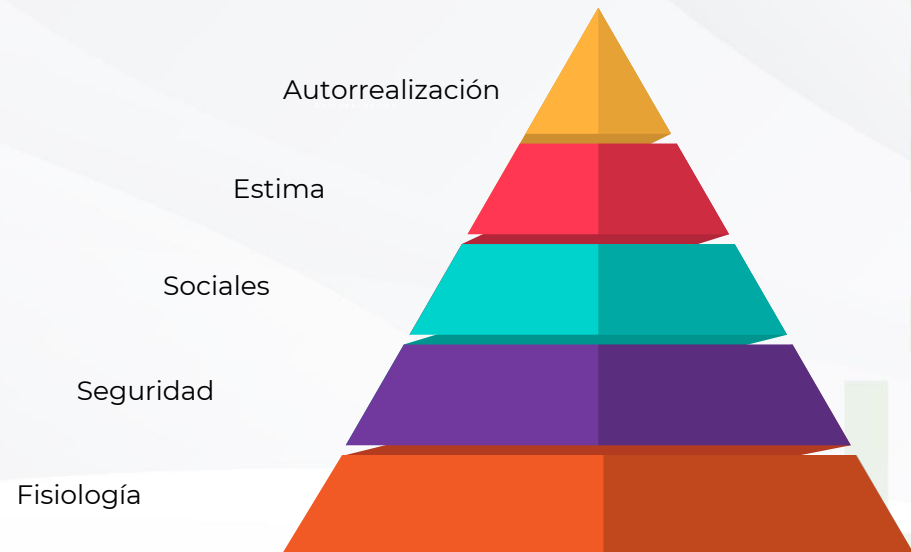 Autorrealización
Estima
Sociales
Seguridad
Fisiología